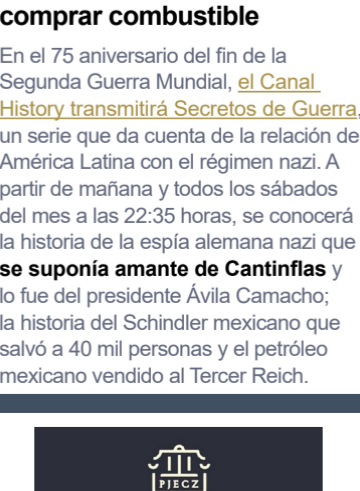 comprar combustible
En el 75 aniversario del fin de la
Segunda Guerra Mundial, el Canal
History transmitirá Secretos de Guerra,
un serie que da cuenta de la relación de
América Latina con el régimen nazi. A
partir de mañana y todos los sábados
del mes a las 22:35 horas, se conocerá
la historia de la espía alemana nazi que
se suponía amante de Cantinflas y
lo fue del presidente Ávila Camacho;
la historia del Schindler mexicano que
salvó a 40 mil personas y el petróleo
mexicano vendido al Tercer Reich.
PJECZ